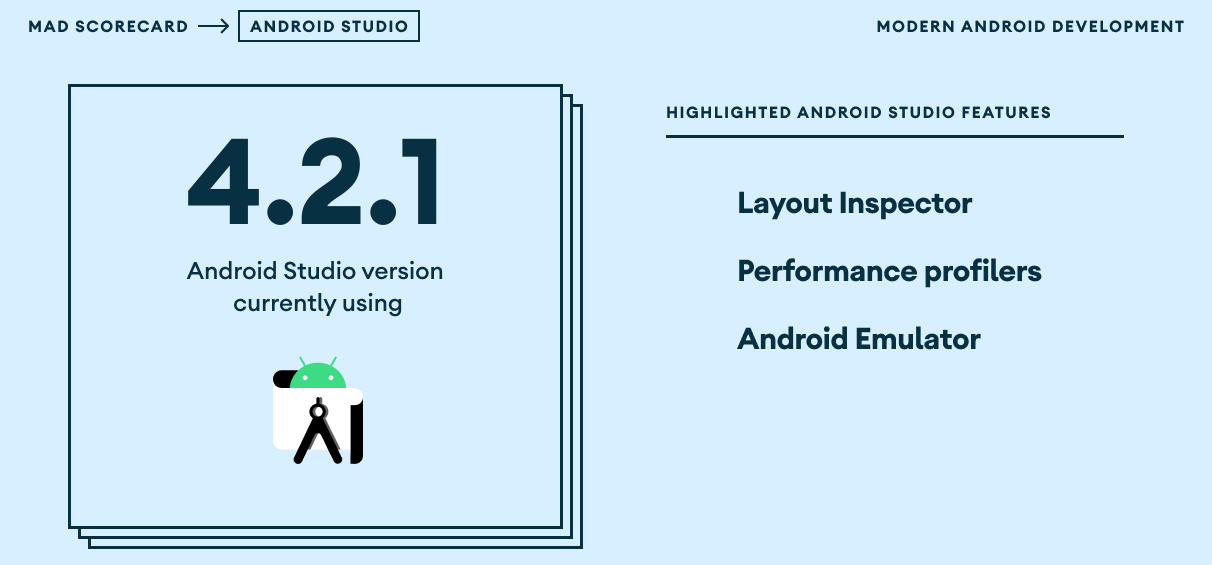 MAD SCORECARD → ANDROID STUDIO
MODERN ANDROID DEVELOPMENT
4.2.1
Android Studio version
currently using
HIGHLIGHTED ANDROID STUDIO FEATURES
Layout Inspector
Performance profilers
Android Emulator